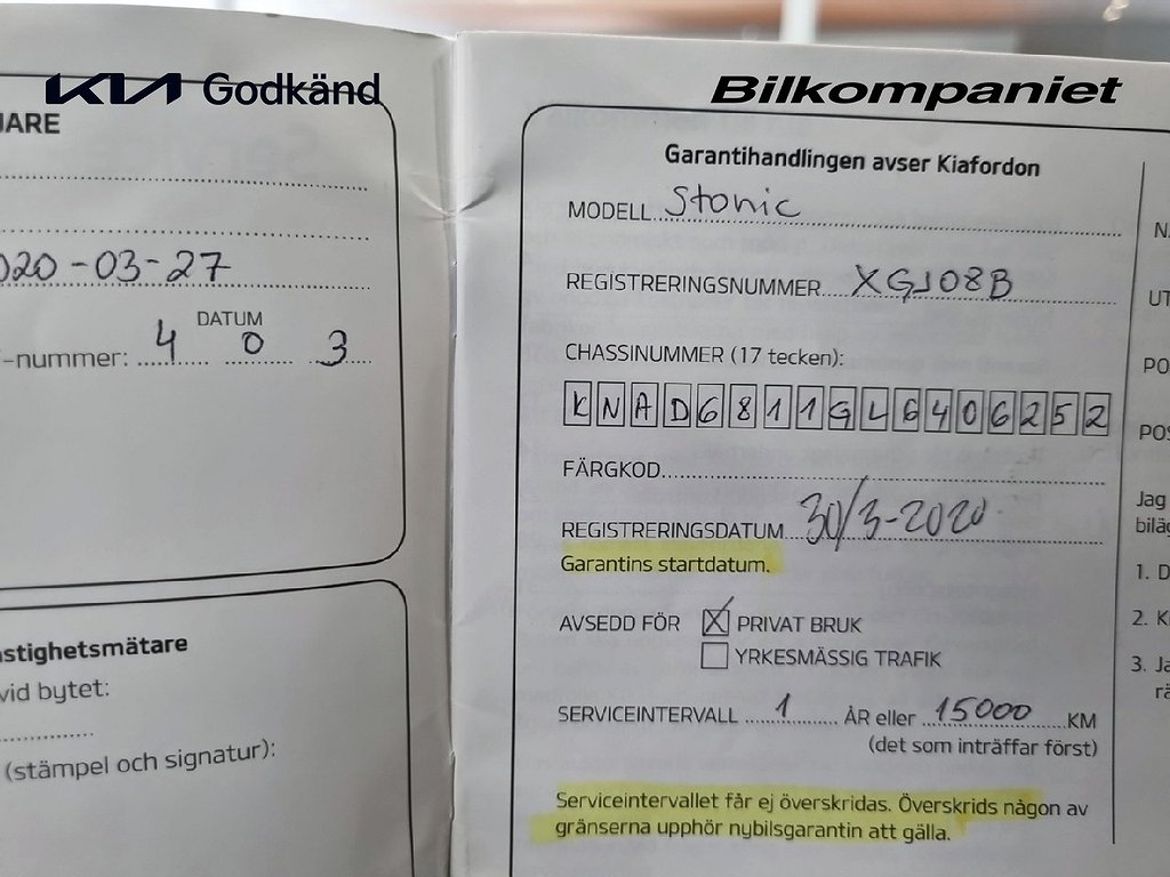 KIA Godkänd
JARE
020-03-27
DATUM
-nummer: 4 0 3
astighetsmätare
vid bytet:
(stämpel och signatur):
Bilkompaniet
Garantihandlingen avser Kiafordon
MODELL Stonic
REGISTRERINGSNUMMER XGJ08B
CHASSINUMMER (17 tecken):
KNAD6811GL6406252
FÄRGKOD
REGISTRERINGSDATUM 30/3-2020
Garantins startdatum.
AVSEDD FÖR X PRIVAT BRUK
YRKESMÄSSIG TRAFIK
SERVICEINTERVALL 1 ÅR eller 15000 KM
(det som inträffar först)
Serviceintervallet får ej överskridas. Överskrids någon av
gränserna upphör nybilsgarantin att gälla.
UT
PO
POS
Jag
biläg
1. D
2. K
3. Ja
rä